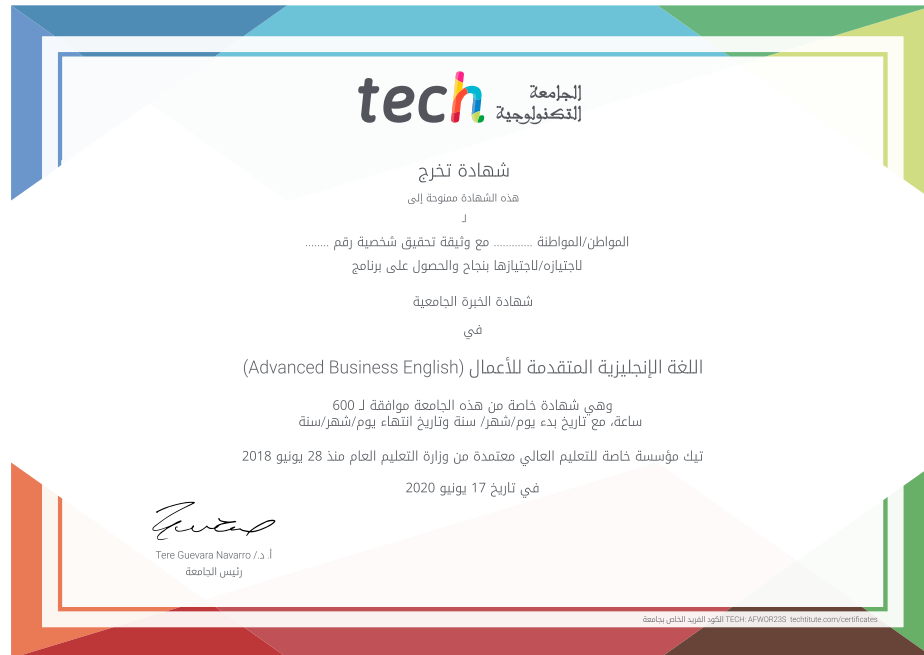 tech الجامعة
التكنولوجية
شهادة تخرج
هذه الشهادة ممنوحة إلى
لـ
المواطن/المواطنة ............ مع وثيقة تحقيق شخصية رقم ........
لاجتيازه/لاجتيازها بنجاح والحصول على برنامج
شهادة الخبرة الجامعية
في
اللغة الإنجليزية المتقدمة للأعمال (Advanced Business English)
وهي شهادة خاصة من هذه الجامعة موافقة لـ 600
ساعة، مع تاريخ بدء يوم/شهر/ سنة وتاريخ انتهاء يوم/شهر/سنة
تيك مؤسسة خاصة للتعليم العالي معتمدة من وزارة التعليم العام منذ 28 يونيو 2018
في تاريخ 17 يونيو 2020
أ. د./ Tere Guevara Navarro
رئيس الجامعة
الكود الفريد الخاص بجامعة TECH: AFWOR23S techtitute.com/certificates